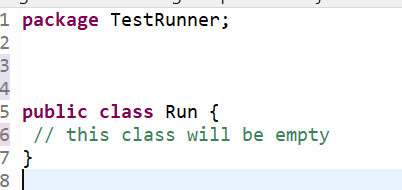 1 package TestRunner;
2
3
4
5 public class Run {
6 // this class will be empty
7 }
8